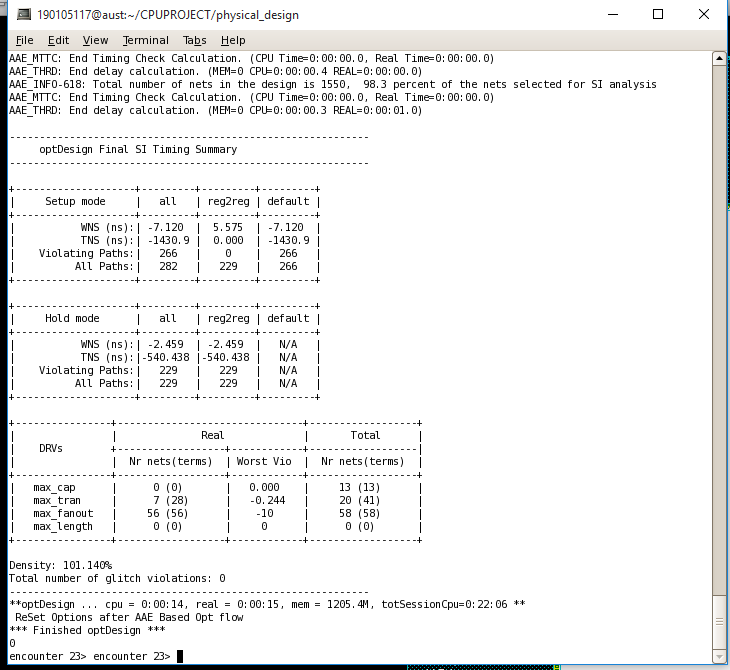 190105117@aust:~/CPUPROJECT/physical_design
File Edit View Terminal Tabs Help
AAE_MTTC: End Timing Check Calculation. (CPU Time=0:00:00.0, Real Time=0:00:00.0)
AAE_THRD: End delay calculation. (MEM=0 CPU=0:00:00.4 REAL=0:00:00.0)
AAE_INFO-618: Total number of nets in the design is 1550,  98.3 percent of the nets selected for SI analysis
AAE_MTTC: End Timing Check Calculation. (CPU Time=0:00:00.0, Real Time=0:00:00.0)
AAE_THRD: End delay calculation. (MEM=0 CPU=0:00:00.3 REAL=0:00:01.0)
------------------------------------------------------------
     optDesign Final SI Timing Summary
------------------------------------------------------------
+--------------------+---------+---------+---------+
|     Setup mode     |   all   | reg2reg | default |
+--------------------+---------+---------+---------+
|           WNS (ns):| -7.120  |  5.575  | -7.120  |
|           TNS (ns):| -1430.9 |  0.000  | -1430.9 |
|    Violating Paths:|   266   |    0    |   266   |
|          All Paths:|   282   |   229   |   266   |
+--------------------+---------+---------+---------+
+--------------------+---------+---------+---------+
|     Hold mode      |   all   | reg2reg | default |
+--------------------+---------+---------+---------+
|           WNS (ns):| -2.459  | -2.459  |   N/A   |
|           TNS (ns):|-540.438 |-540.438 |   N/A   |
|    Violating Paths:|   229   |   229   |   N/A   |
|          All Paths:|   229   |   229   |   N/A   |
+--------------------+---------+---------+---------+
+----------------+-------------------------------+------------------+
|                |              Real             |       Total      |
|    DRVs        +------------------+------------+------------------|
|                |  Nr nets(terms)  | Worst Vio  |  Nr nets(terms)  |
+----------------+------------------+------------+------------------+
|   max_cap      |      0 (0)       |   0.000    |     13 (13)      |
|   max_tran     |      7 (28)      |   -0.244   |     20 (41)      |
|   max_fanout   |     56 (56)      |    -10     |     58 (58)      |
|   max_length   |      0 (0)       |     0      |      0 (0)       |
+----------------+------------------+------------+------------------+
Density: 101.140%
Total number of glitch violations: 0
------------------------------------------------------------
**optDesign ... cpu = 0:00:14, real = 0:00:15, mem = 1205.4M, totSessionCpu=0:22:06 **
 ReSet Options after AAE Based Opt flow
*** Finished optDesign ***
0
encounter 23> encounter 23>